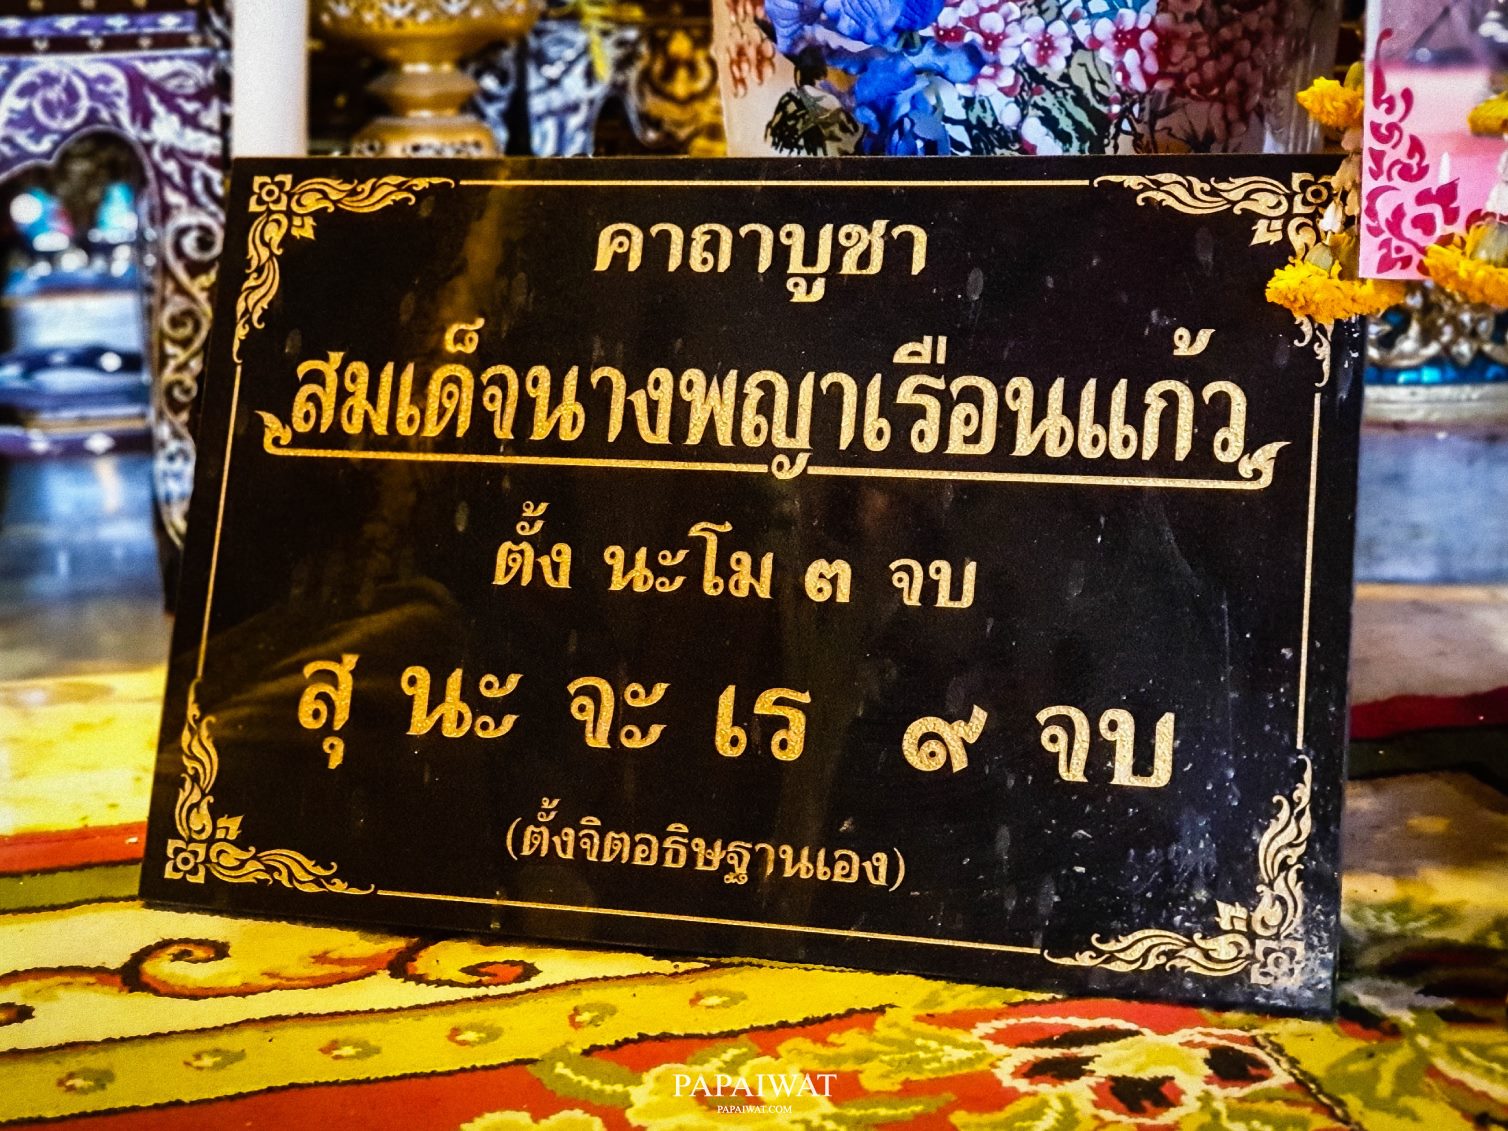 คาถาบูชา
สมเด็จนางพญาเรือนแก้ว
ตั้ง นะโม ๓ จบ
สุ นะ จะ เร ๙ จบ
(ตั้งจิตอธิษฐานเอง)
PAPAIWAT
PAPAIWAT.COM